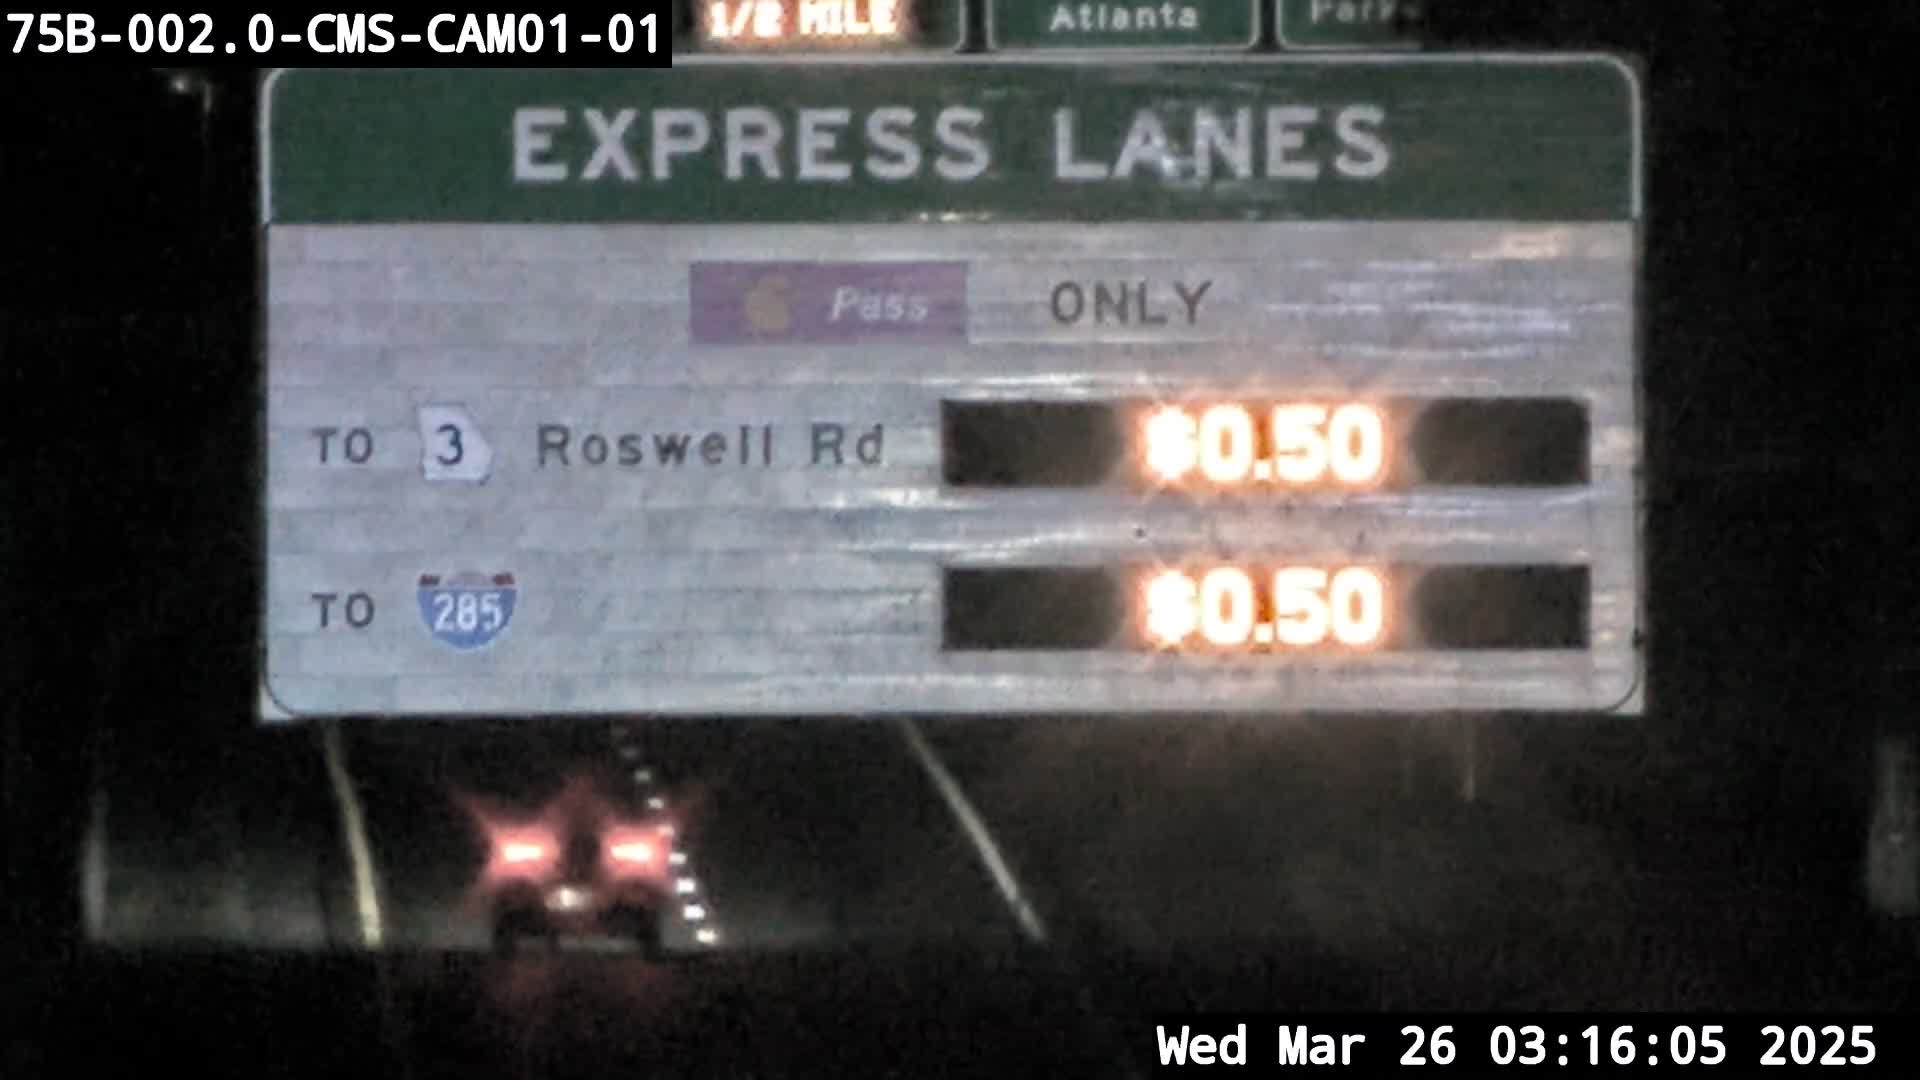 75B-002.0-CMS-CAM01-01
1/2 MILE
Atlanta
EXPRESS LANES
Pass ONLY
TO 3 Roswell Rd $0.50
TO 285 $0.50
Wed Mar 26 03:16:05 2025